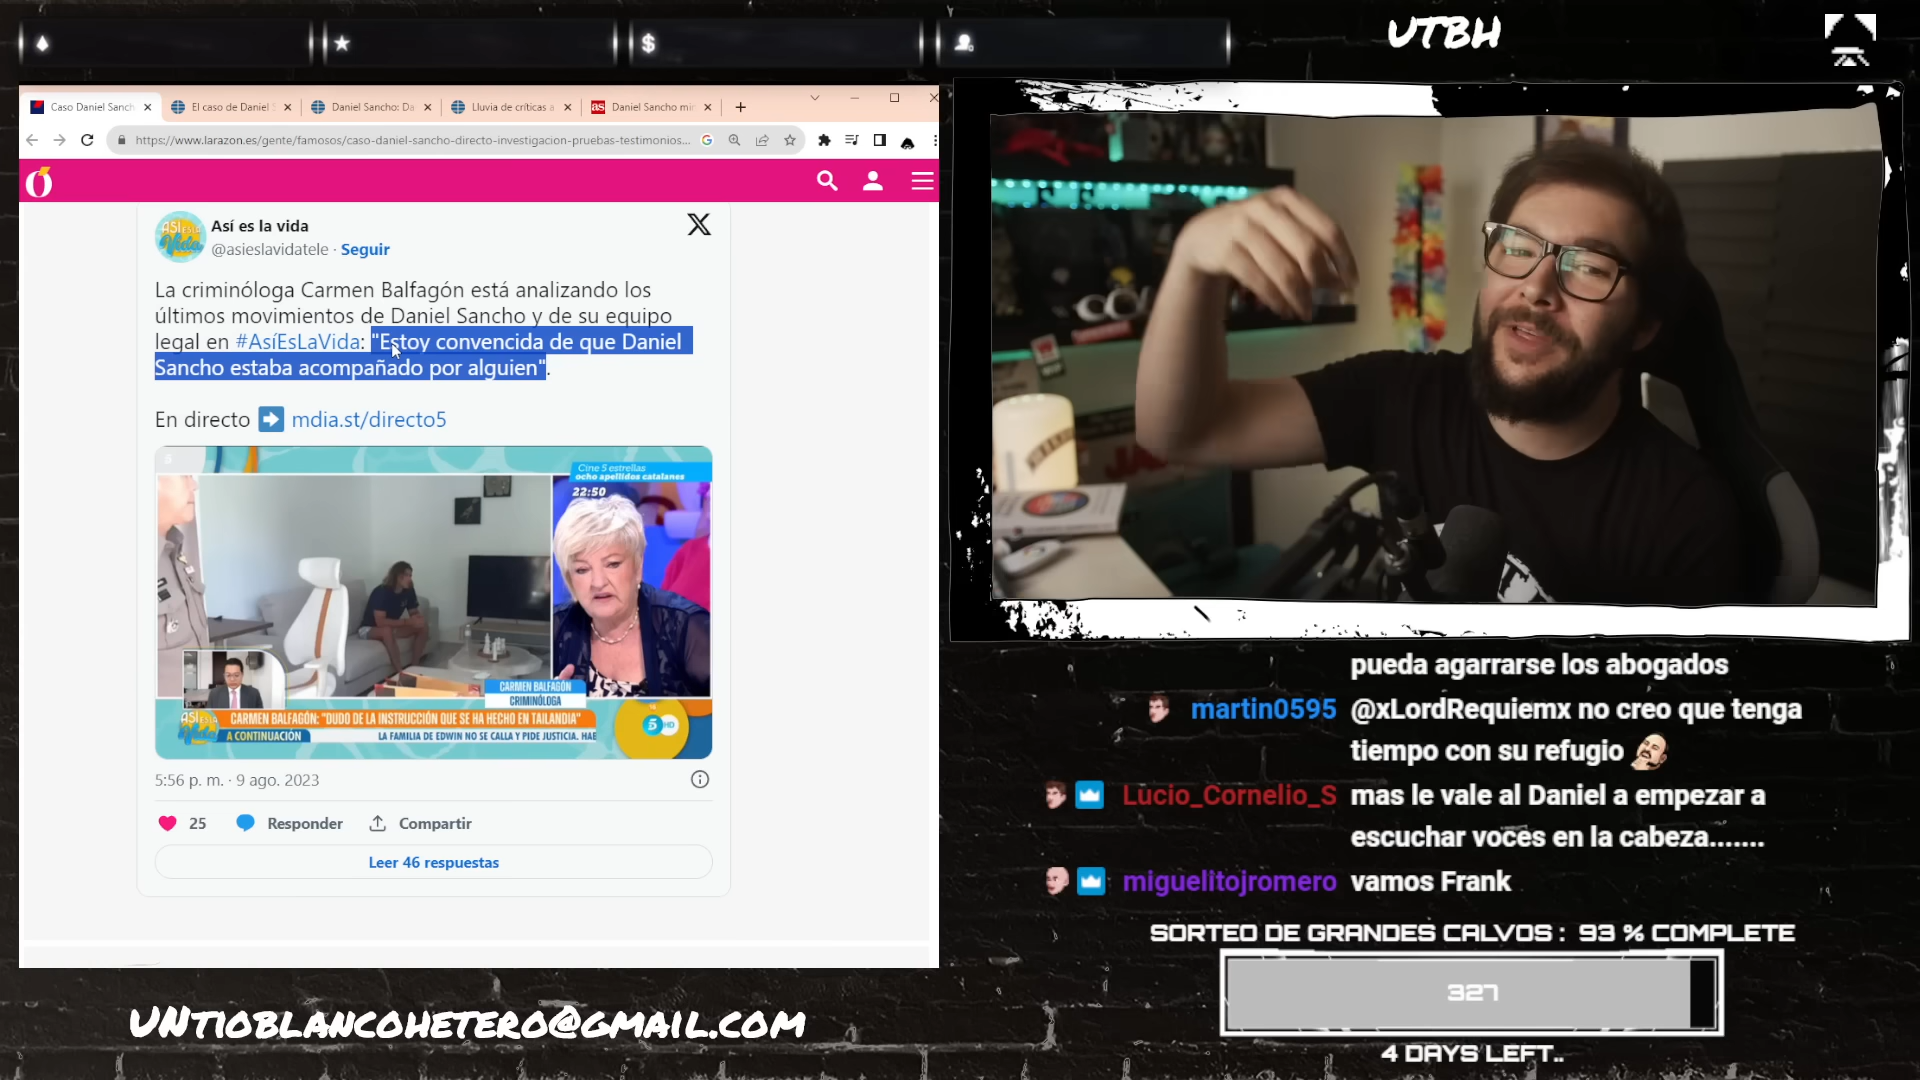 UTBH
Caso Daniel Sanch
El caso de Daniel S
Daniel Sancho: Da
Lluvia de críticas a
as
Daniel Sancho mi
https://www.larazon.es/gente/famosos/caso-daniel-sancho-directo-investigacion-pruebas-testimonios...
Así es la vida
@asieslavidatele · Seguir
La criminóloga Carmen Balfagón está analizando los
últimos movimientos de Daniel Sancho y de su equipo
legal en #AsíEsLaVida: "Estoy convencida de que Daniel
Sancho estaba acompañado por alguien".
En directo ➡ mdia.st/directo5
Cine 5 estrellas
ocho apellidos catalanes
22:50
CARMEN BALFAGÓN
CRIMINÓLOGA
ASÍ ES LA Vida
CARMEN BALFAGÓN: "DUDO DE LA INSTRUCCIÓN QUE SE HA HECHO EN TAILANDIA"
A CONTINUACIÓN
LA FAMILIA DE EDWIN NO SE CALLA Y PIDE JUSTICIA. HAB
5 HD
5:56 p. m. · 9 ago. 2023
25
Responder
Compartir
Leer 46 respuestas
pueda agarrarse los abogados
martin0595 @xLordRequiemx no creo que tenga
tiempo con su refugio
Lucio_Cornelio_S mas le vale al Daniel a empezar a
escuchar voces en la cabeza.......
miguelitojromero vamos Frank
SORTEO DE GRANDES CALVOS : 93 % COMPLETE
327
4 DAYS LEFT..
UNTIOBLANCOHETERO@GMAIL.COM